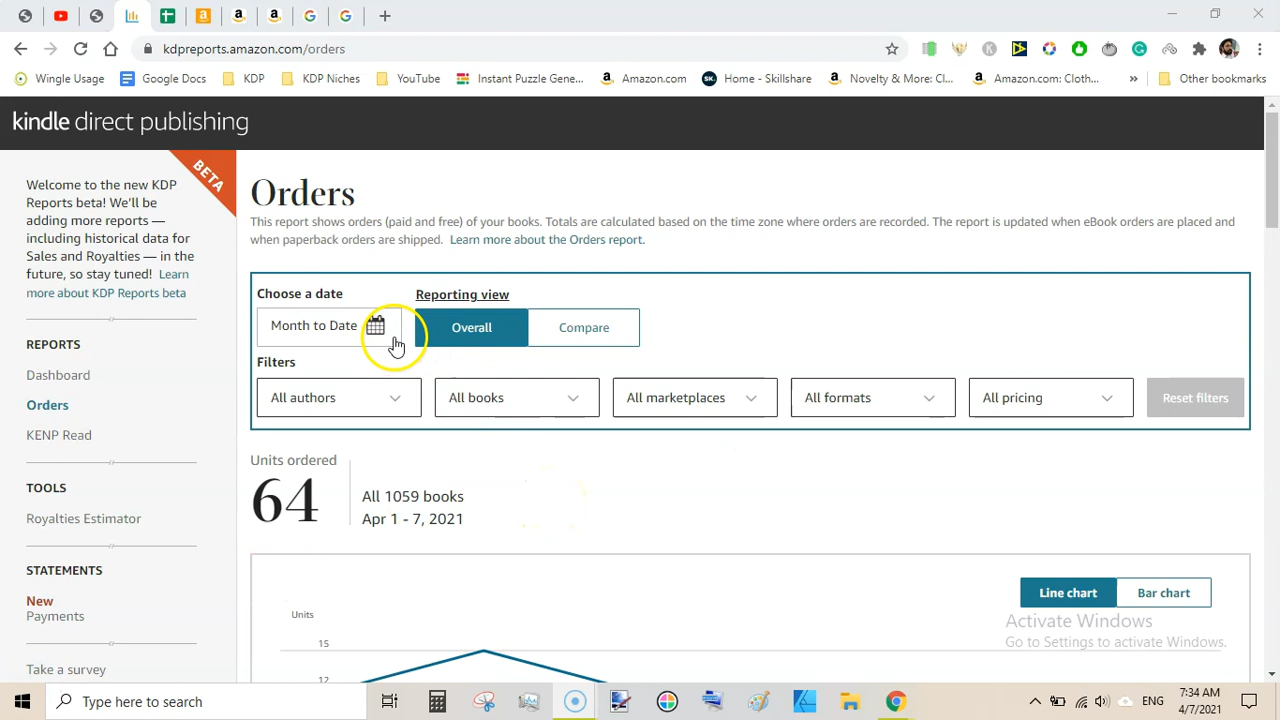 kdpreports.amazon.com/orders
Wingle Usage
Google Docs
KDP
KDP Niches
YouTube
Instant Puzzle Gene...
Amazon.com
Home - Skillshare
Novelty & More: Cl...
Amazon.com: Cloth...
»
Other bookmarks
kindle direct publishing
BETA
Welcome to the new KDP
Reports beta! We'll be
adding more reports —
including historical data for
Sales and Royalties — in
the future, so stay tuned! Learn
more about KDP Reports beta
REPORTS
Dashboard
Orders
KENP Read
TOOLS
Royalties Estimator
STATEMENTS
New
Payments
Take a survey
Orders
This report shows orders (paid and free) of your books. Totals are calculated based on the time zone where orders are recorded. The report is updated when eBook orders are placed and
when paperback orders are shipped. Learn more about the Orders report.
Choose a date
Reporting view
Month to Date
Overall
Compare
Filters
All authors
All books
All marketplaces
All formats
All pricing
Reset filters
Units ordered
64
All 1059 books
Apr 1 - 7, 2021
Line chart
Bar chart
Units
15
12
Activate Windows
Go to Settings to activate Windows.
Type here to search
ENG
7:34 AM
4/7/2021